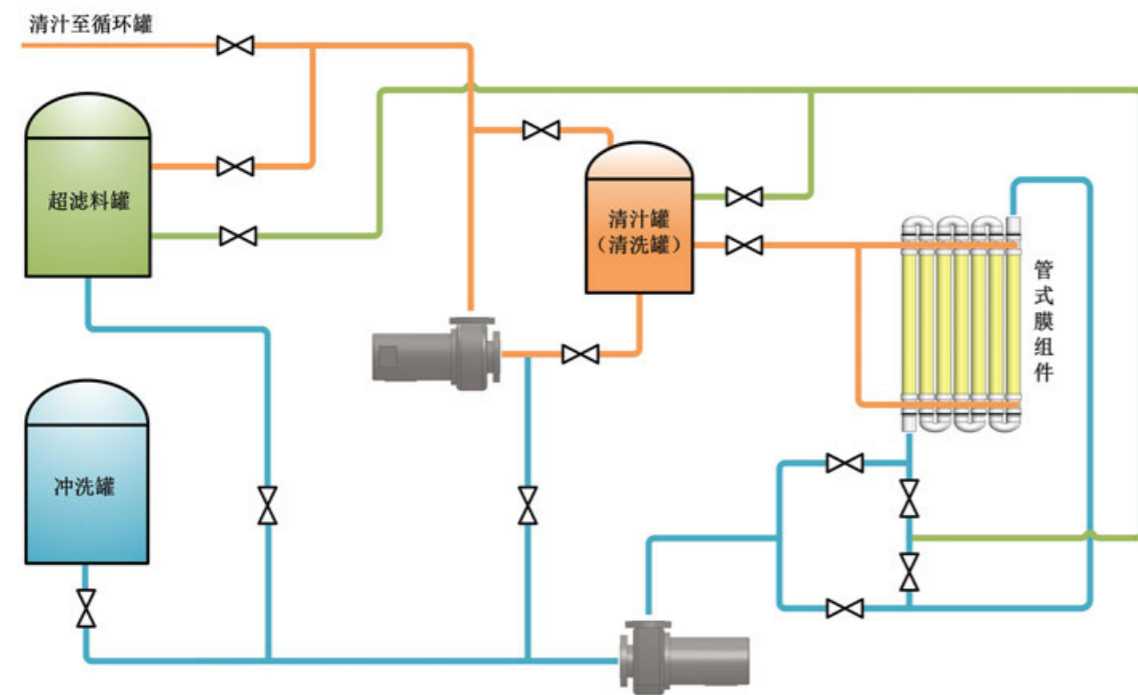 清汁至循环罐
超滤料罐
清汁罐
（清洗罐）
管式膜组件
冲洗罐